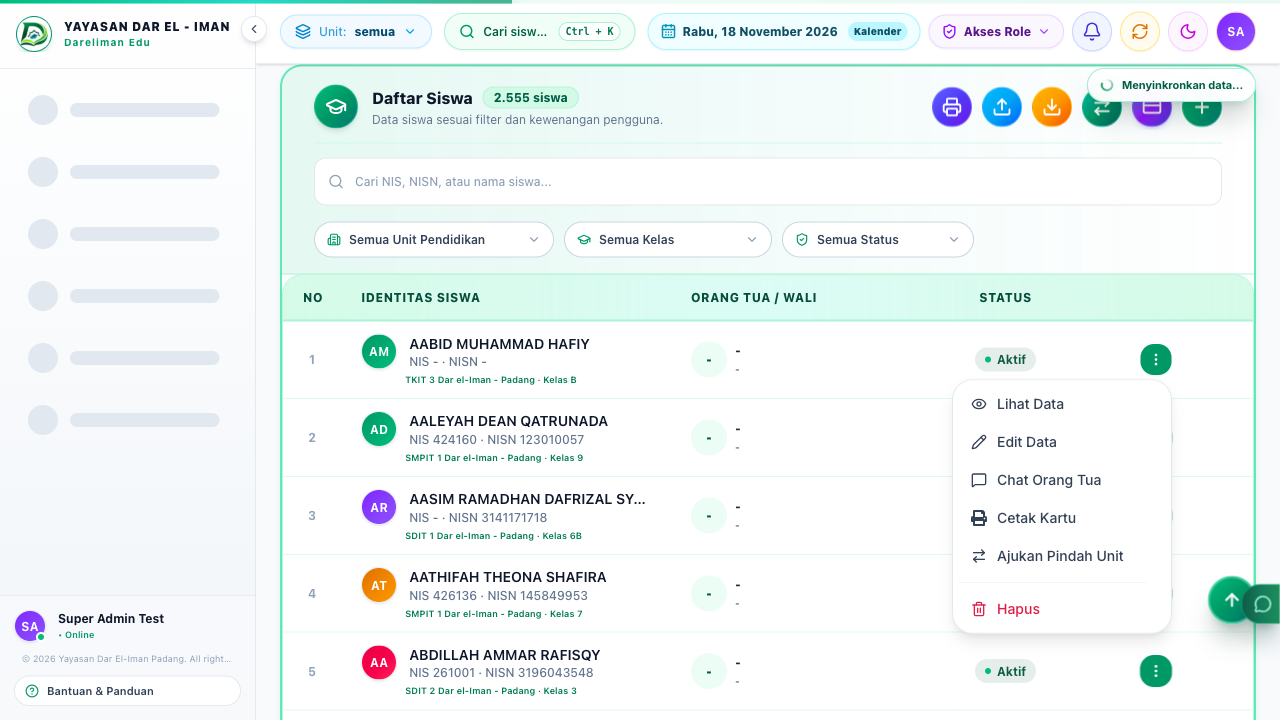 YAYASAN DAR EL - IMAN
Dareliman Edu
Unit: semua
Cari sisw...
Ctrl + K
Rabu, 18 November 2026
Kalender
Akses Role
SA
Menyinkronkan data...
Daftar Siswa
2.555 siswa
Data siswa sesuai filter dan kewenangan pengguna.
Cari NIS, NISN, atau nama siswa...
Semua Unit Pendidikan
Semua Kelas
Semua Status
NO
IDENTITAS SISWA
ORANG TUA / WALI
STATUS
1
AM
AABID MUHAMMAD HAFIY
NIS - · NISN -
TKIT 3 Dar el-Iman - Padang · Kelas B
-
-
-
Aktif
2
AD
AALEYAH DEAN QATRUNADA
NIS 424160 · NISN 123010057
SMPIT 1 Dar el-Iman - Padang · Kelas 9
-
-
-
3
AR
AASIM RAMADHAN DAFRIZAL SY...
NIS - · NISN 3141171718
SDIT 1 Dar el-Iman - Padang · Kelas 6B
-
-
-
4
AT
AATHIFAH THEONA SHAFIRA
NIS 426136 · NISN 145849953
SMPIT 1 Dar el-Iman - Padang · Kelas 7
-
-
-
5
AA
ABDILLAH AMMAR RAFISQY
NIS 261001 · NISN 3196043548
SDIT 2 Dar el-Iman - Padang · Kelas 3
-
-
-
Aktif
Lihat Data
Edit Data
Chat Orang Tua
Cetak Kartu
Ajukan Pindah Unit
Hapus
SA
Super Admin Test
• Online
© 2026 Yayasan Dar El-Iman Padang. All right...
Bantuan & Panduan